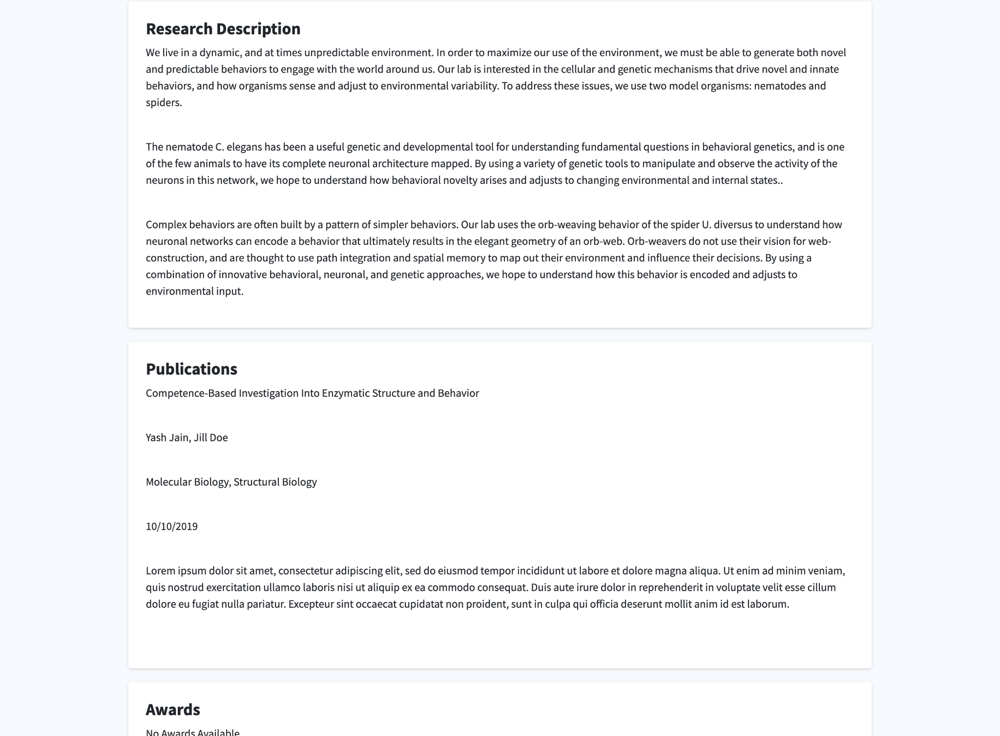 Research Description
We live in a dynamic, and at times unpredictable environment. In order to maximize our use of the environment, we must be able to generate both novel
and predictable behaviors to engage with the world around us. Our lab is interested in the cellular and genetic mechanisms that drive novel and innate
behaviors, and how organisms sense and adjust to environmental variability. To address these issues, we use two model organisms: nematodes and
spiders.
The nematode C. elegans has been a useful genetic and developmental tool for understanding fundamental questions in behavioral genetics, and is one
of the few animals to have its complete neuronal architecture mapped. By using a variety of genetic tools to manipulate and observe the activity of the
neurons in this network, we hope to understand how behavioral novelty arises and adjusts to changing environmental and internal states..
Complex behaviors are often built by a pattern of simpler behaviors. Our lab uses the orb-weaving behavior of the spider U. diversus to understand how
neuronal networks can encode a behavior that ultimately results in the elegant geometry of an orb-web. Orb-weavers do not use their vision for web-
construction, and are thought to use path integration and spatial memory to map out their environment and influence their decisions. By using a
combination of innovative behavioral, neuronal, and genetic approaches, we hope to understand how this behavior is encoded and adjusts to
environmental input.
Publications
Competence-Based Investigation Into Enzymatic Structure and Behavior
Yash Jain, Jill Doe
Molecular Biology, Structural Biology
10/10/2019
Lorem ipsum dolor sit amet, consectetur adipiscing elit, sed do eiusmod tempor incididunt ut labore et dolore magna aliqua. Ut enim ad minim veniam,
quis nostrud exercitation ullamco laboris nisi ut aliquip ex ea commodo consequat. Duis aute irure dolor in reprehenderit in voluptate velit esse cillum
dolore eu fugiat nulla pariatur. Excepteur sint occaecat cupidatat non proident, sunt in culpa qui officia deserunt mollit anim id est laborum.
Awards
No Awards Available